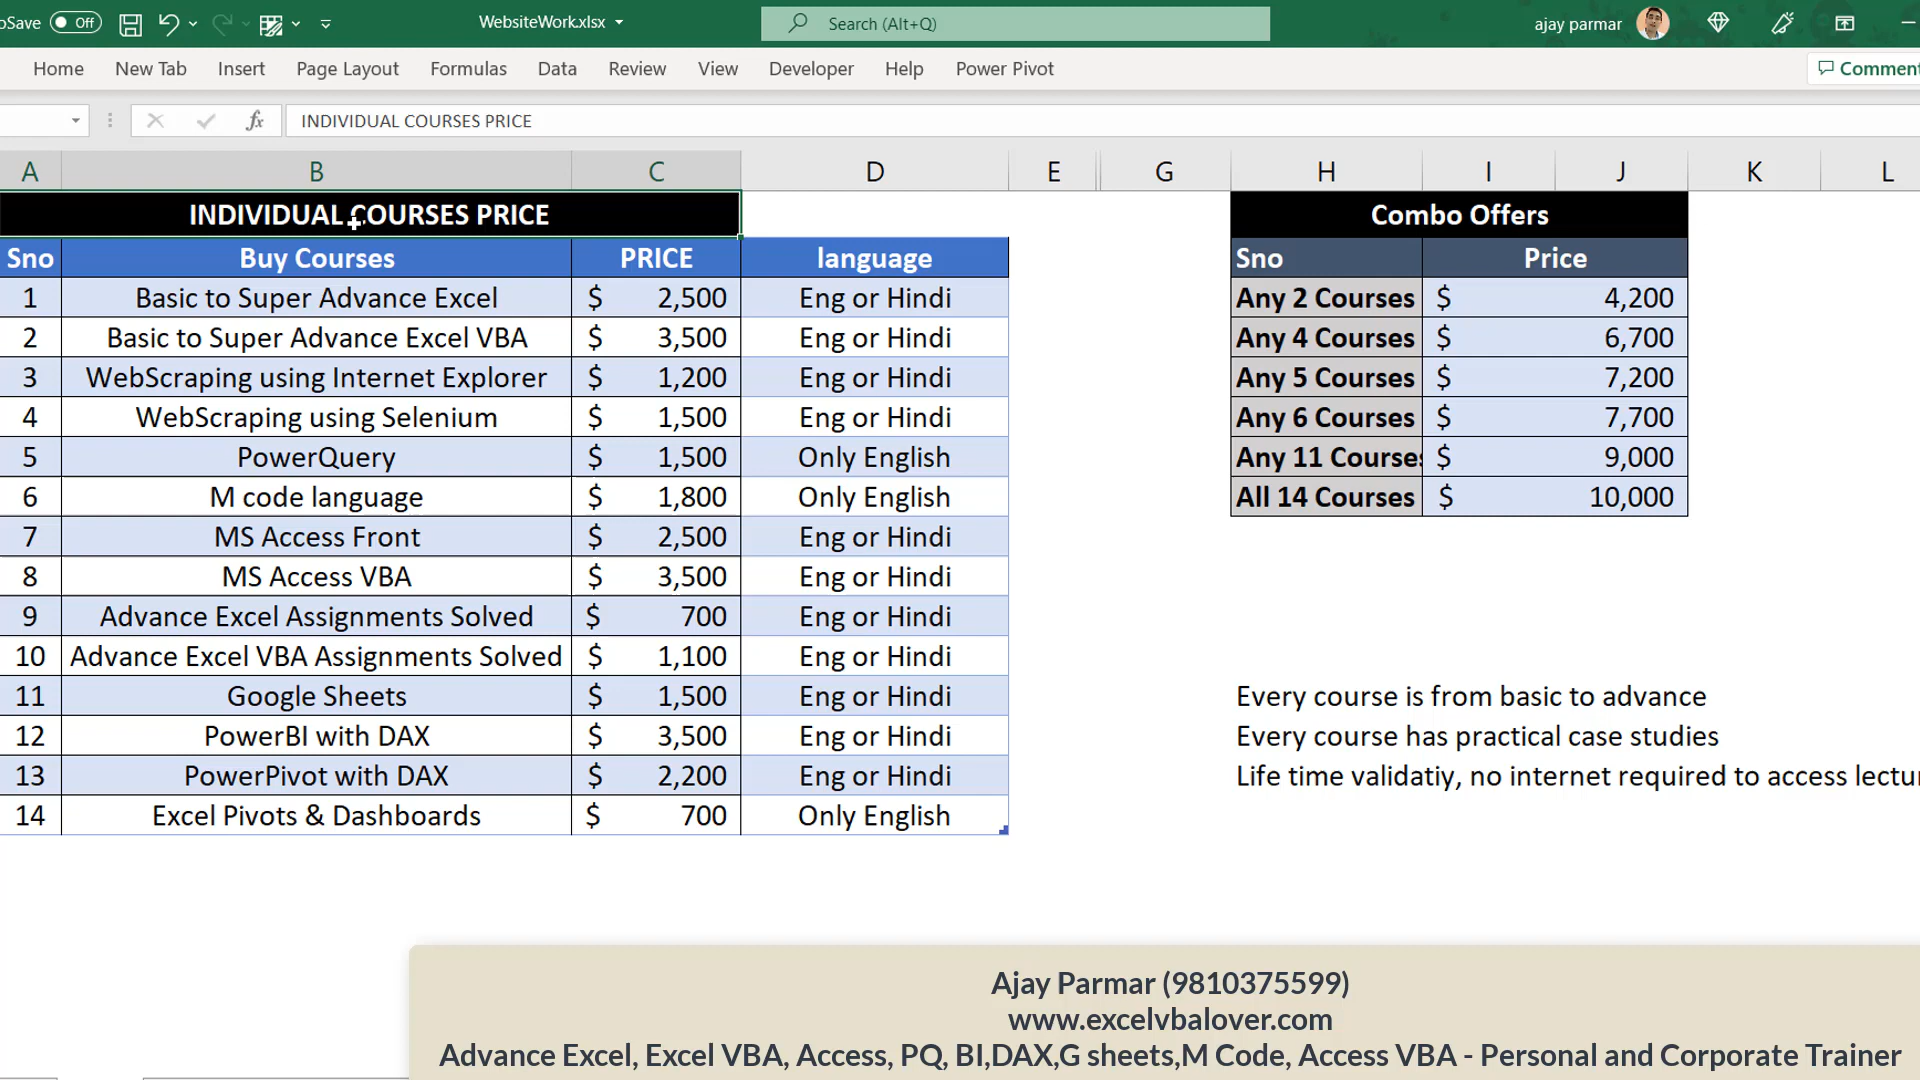 oSave Off WebsiteWork.xlsx Search (Alt+Q) ajay parmar
Home New Tab Insert Page Layout Formulas Data Review View Developer Help Power Pivot Comment
fx INDIVIDUAL COURSES PRICE
A B C D E G H I J K L
INDIVIDUAL COURSES PRICE Combo Offers
Sno Buy Courses PRICE language Sno Price
1 Basic to Super Advance Excel $ 2,500 Eng or Hindi Any 2 Courses $ 4,200
2 Basic to Super Advance Excel VBA $ 3,500 Eng or Hindi Any 4 Courses $ 6,700
3 WebScraping using Internet Explorer $ 1,200 Eng or Hindi Any 5 Courses $ 7,200
4 WebScraping using Selenium $ 1,500 Eng or Hindi Any 6 Courses $ 7,700
5 PowerQuery $ 1,500 Only English Any 11 Courses $ 9,000
6 M code language $ 1,800 Only English All 14 Courses $ 10,000
7 MS Access Front $ 2,500 Eng or Hindi
8 MS Access VBA $ 3,500 Eng or Hindi
9 Advance Excel Assignments Solved $ 700 Eng or Hindi
10 Advance Excel VBA Assignments Solved $ 1,100 Eng or Hindi
11 Google Sheets $ 1,500 Eng or Hindi Every course is from basic to advance
12 PowerBI with DAX $ 3,500 Eng or Hindi Every course has practical case studies
13 PowerPivot with DAX $ 2,200 Eng or Hindi Life time validatiy, no internet required to access lectu
14 Excel Pivots & Dashboards $ 700 Only English
Ajay Parmar (9810375599)
www.excelvbalover.com
Advance Excel, Excel VBA, Access, PQ, BI,DAX,G sheets,M Code, Access VBA - Personal and Corporate Trainer